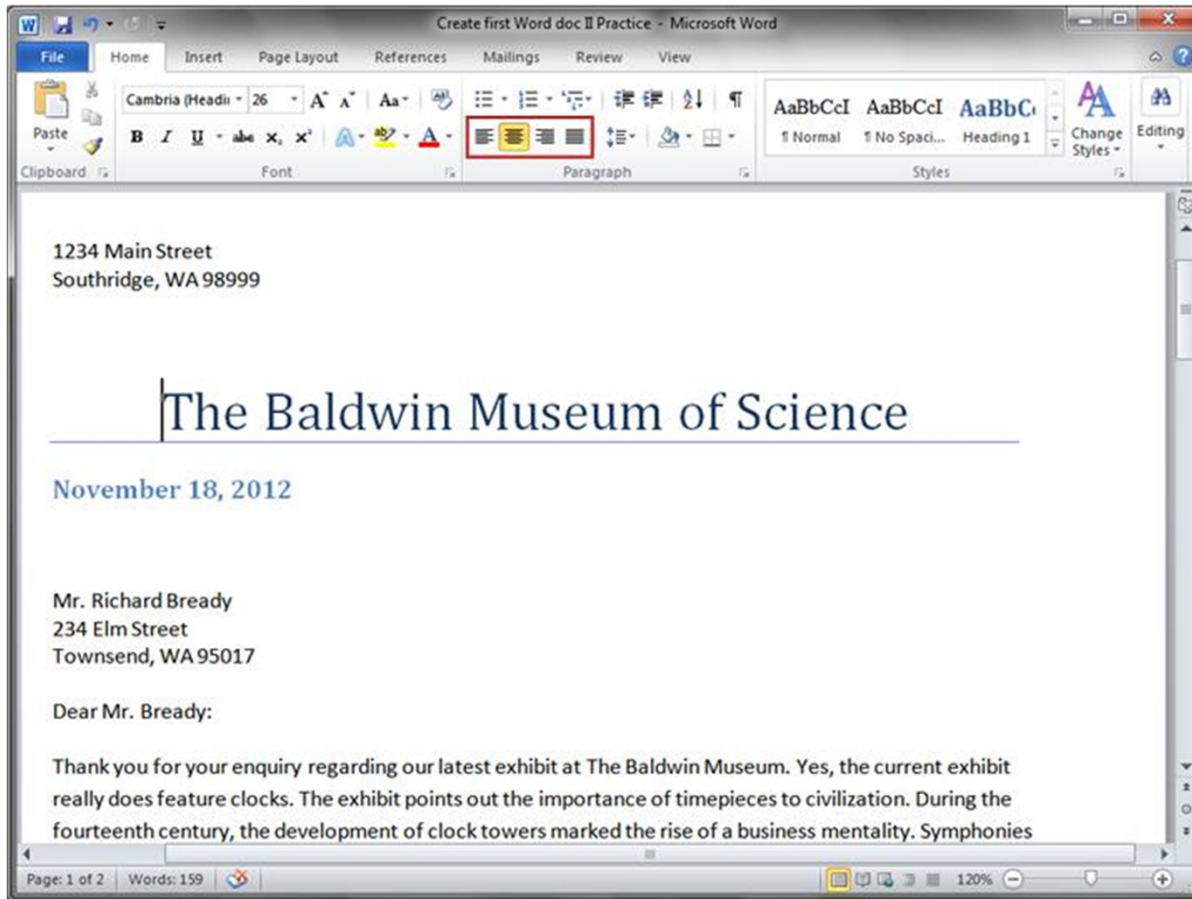 Create first Word doc II Practice - Microsoft Word
File Home Insert Page Layout References Mailings Review View
Cambria (Headii 26 Aa
Paste B I U abc x₂ x² A A
AaBbCcI AaBbCcI AaBbC
¶ Normal ¶ No Spaci... Heading 1
Change Styles Editing
Clipboard Font Paragraph Styles
1234 Main Street
Southridge, WA 98999
The Baldwin Museum of Science
November 18, 2012
Mr. Richard Bready
234 Elm Street
Townsend, WA 95017
Dear Mr. Bready:
Thank you for your enquiry regarding our latest exhibit at The Baldwin Museum. Yes, the current exhibit
really does feature clocks. The exhibit points out the importance of timepieces to civilization. During the
fourteenth century, the development of clock towers marked the rise of a business mentality. Symphonies
Page: 1 of 2 Words: 159 120%